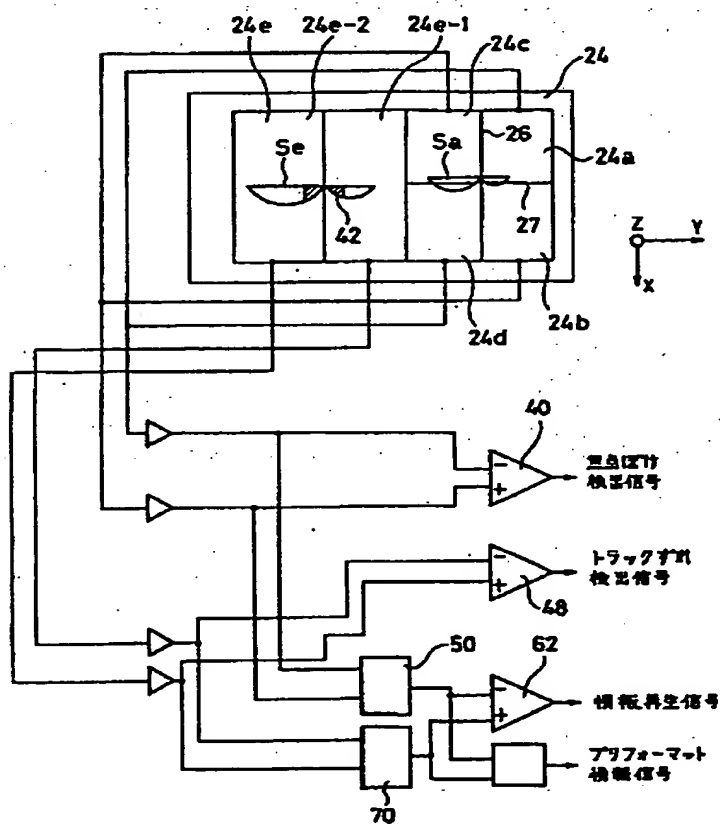 24e
24e-2
24e-1
24c
24
Se
Sa
26
24a
42
27
Z
Y
X
24d
24b
40
焦点ぼけ
検出信号
トラックずれ
検出信号
48
50
62
情報再生信号
プリフォーマット
情報信号
70
-
+
-
+
-
+